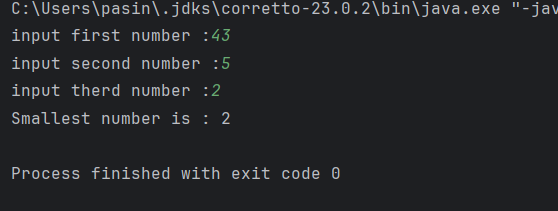 C:\Users\pasin\.jdks\corretto-23.0.2\bin\java.exe "-jav
input first number :43
input second number :5
input therd number :2
Smallest number is : 2
Process finished with exit code 0